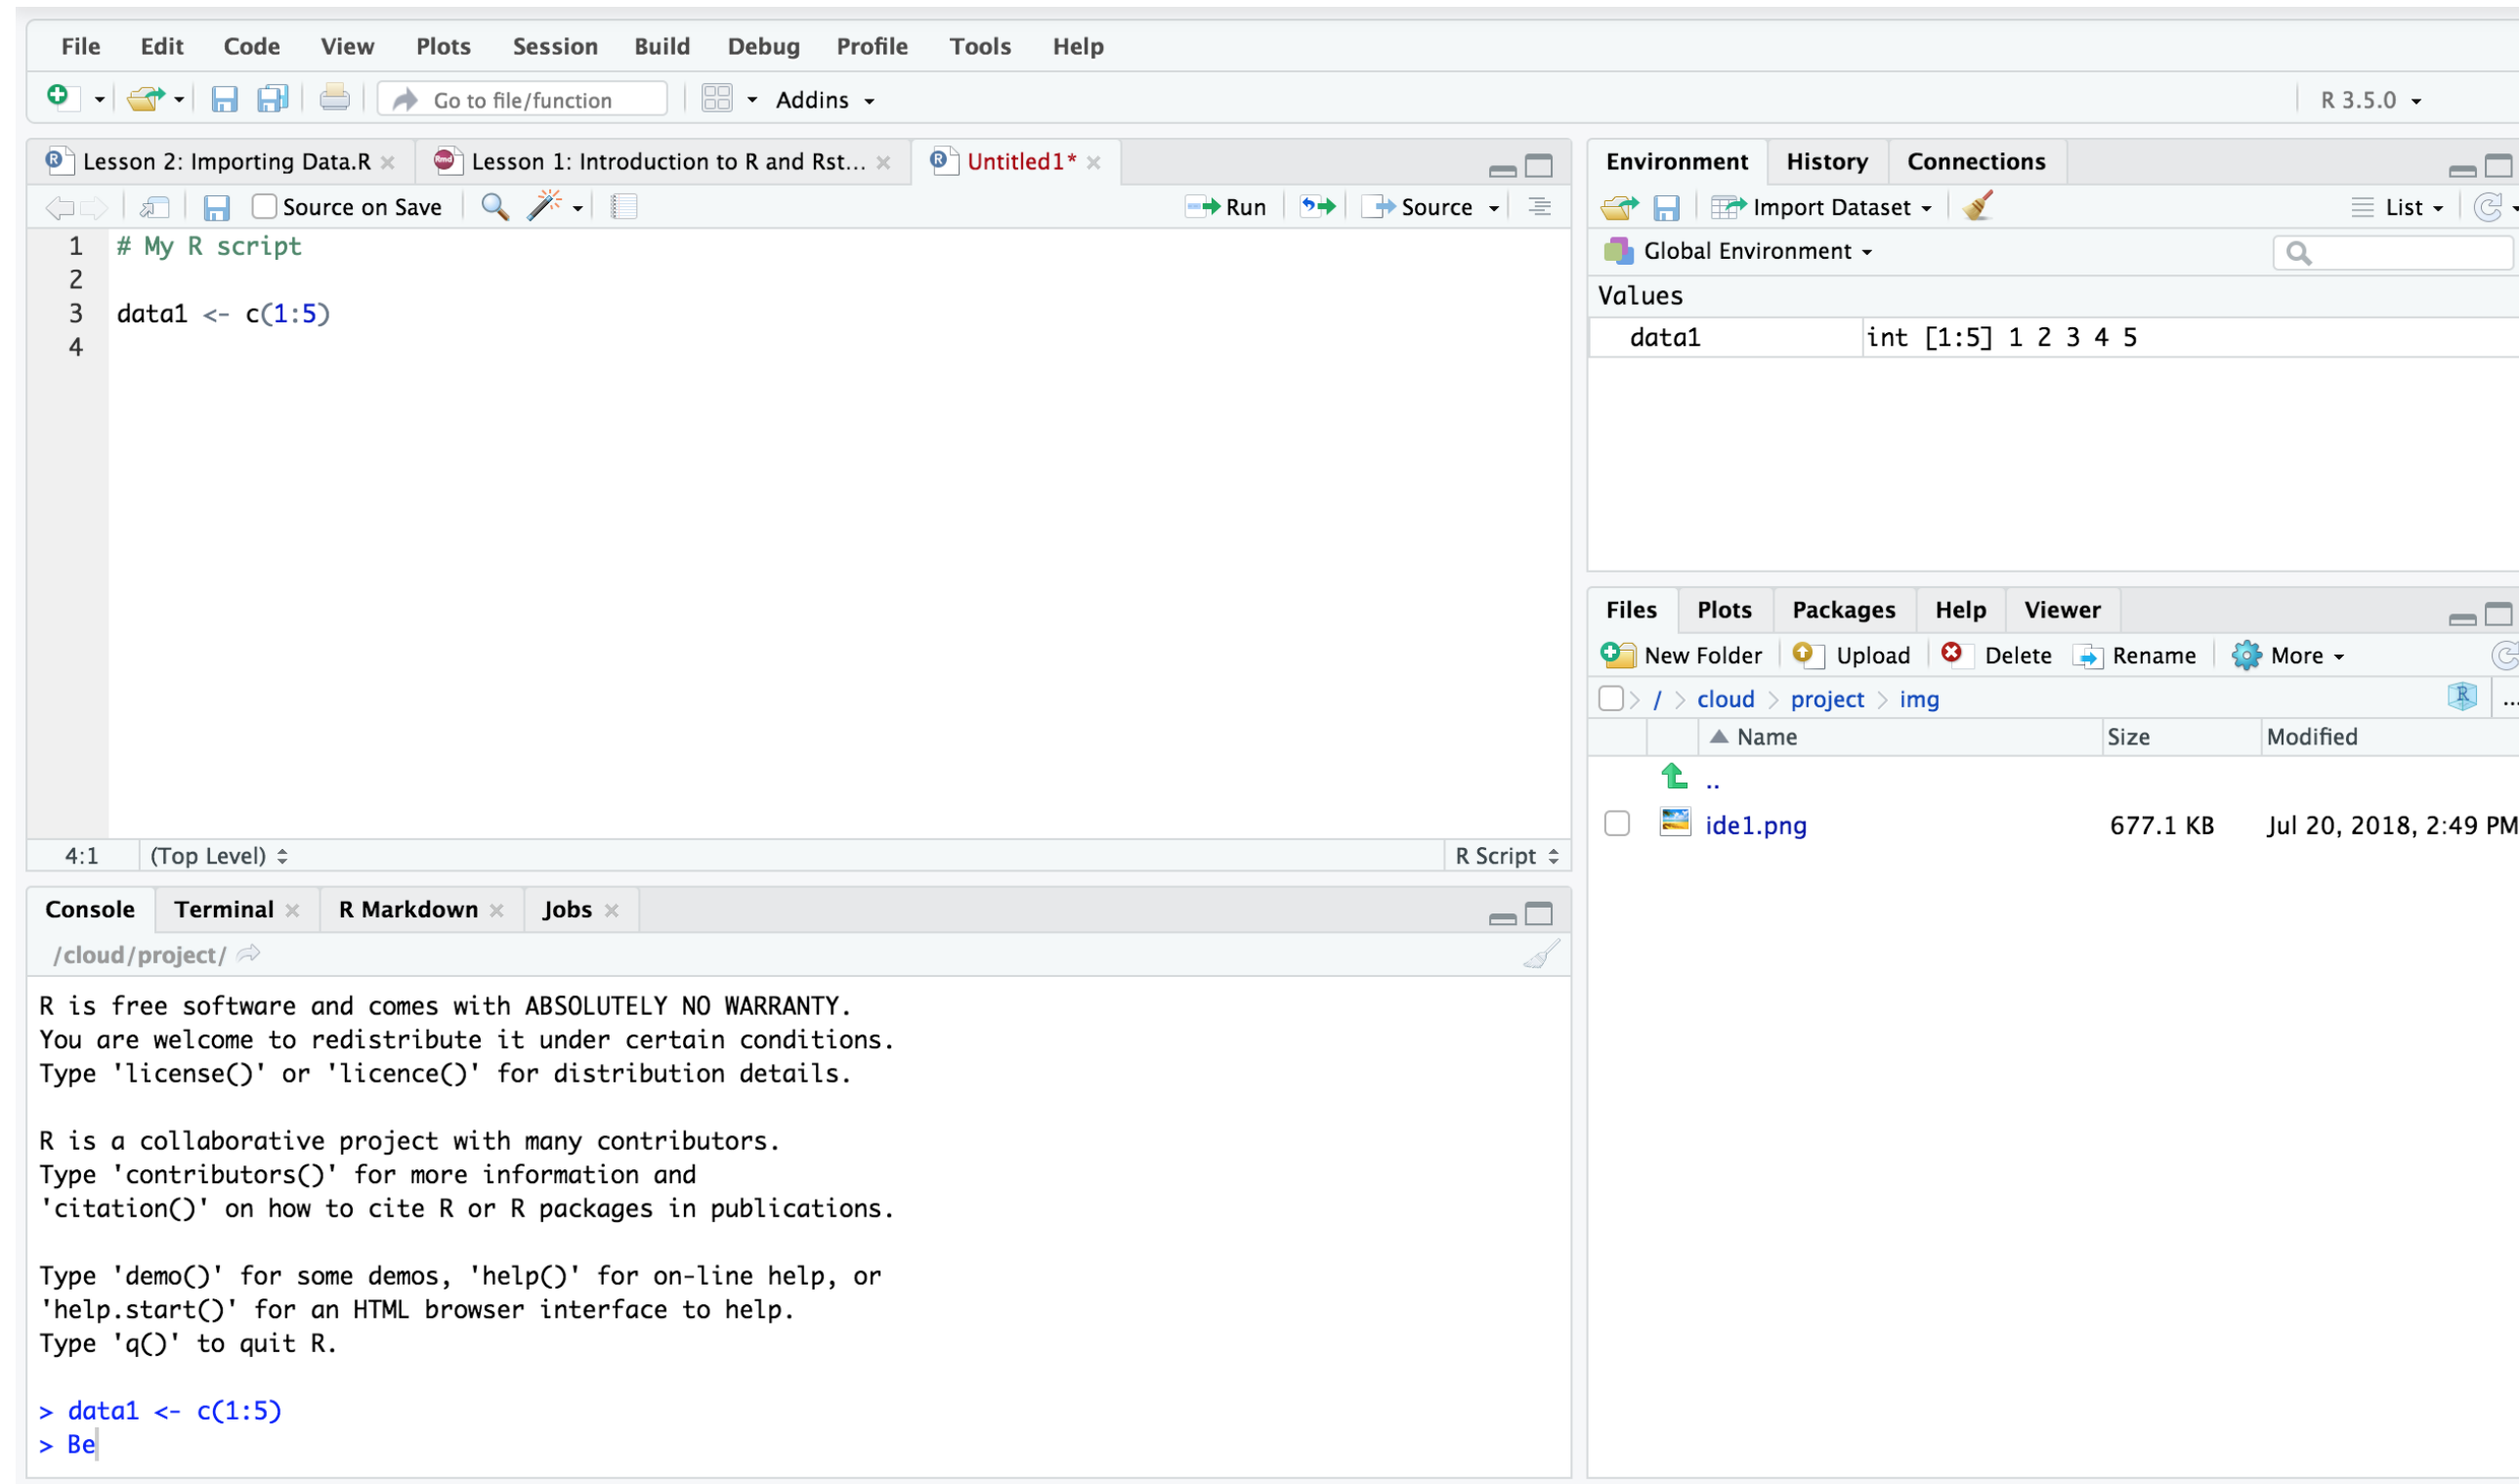 File Edit Code View Plots Session Build Debug Profile Tools Help
Go to file/function Addins R 3.5.0
Lesson 2: Importing Data.R Lesson 1: Introduction to R and Rst... Untitled1*
Source on Save Run Source
1 # My R script
2
3 data1 <- c(1:5)
4
4:1 (Top Level) R Script
Console Terminal R Markdown Jobs
/cloud/project/
R is free software and comes with ABSOLUTELY NO WARRANTY.
You are welcome to redistribute it under certain conditions.
Type 'license()' or 'licence()' for distribution details.
R is a collaborative project with many contributors.
Type 'contributors()' for more information and
'citation()' on how to cite R or R packages in publications.
Type 'demo()' for some demos, 'help()' for on-line help, or
'help.start()' for an HTML browser interface to help.
Type 'q()' to quit R.
> data1 <- c(1:5)
> Be
Environment History Connections
Import Dataset List
Global Environment
Values
data1 int [1:5] 1 2 3 4 5
Files Plots Packages Help Viewer
New Folder Upload Delete Rename More
/ cloud project img
Name Size Modified
..
ide1.png 677.1 KB Jul 20, 2018, 2:49 PM